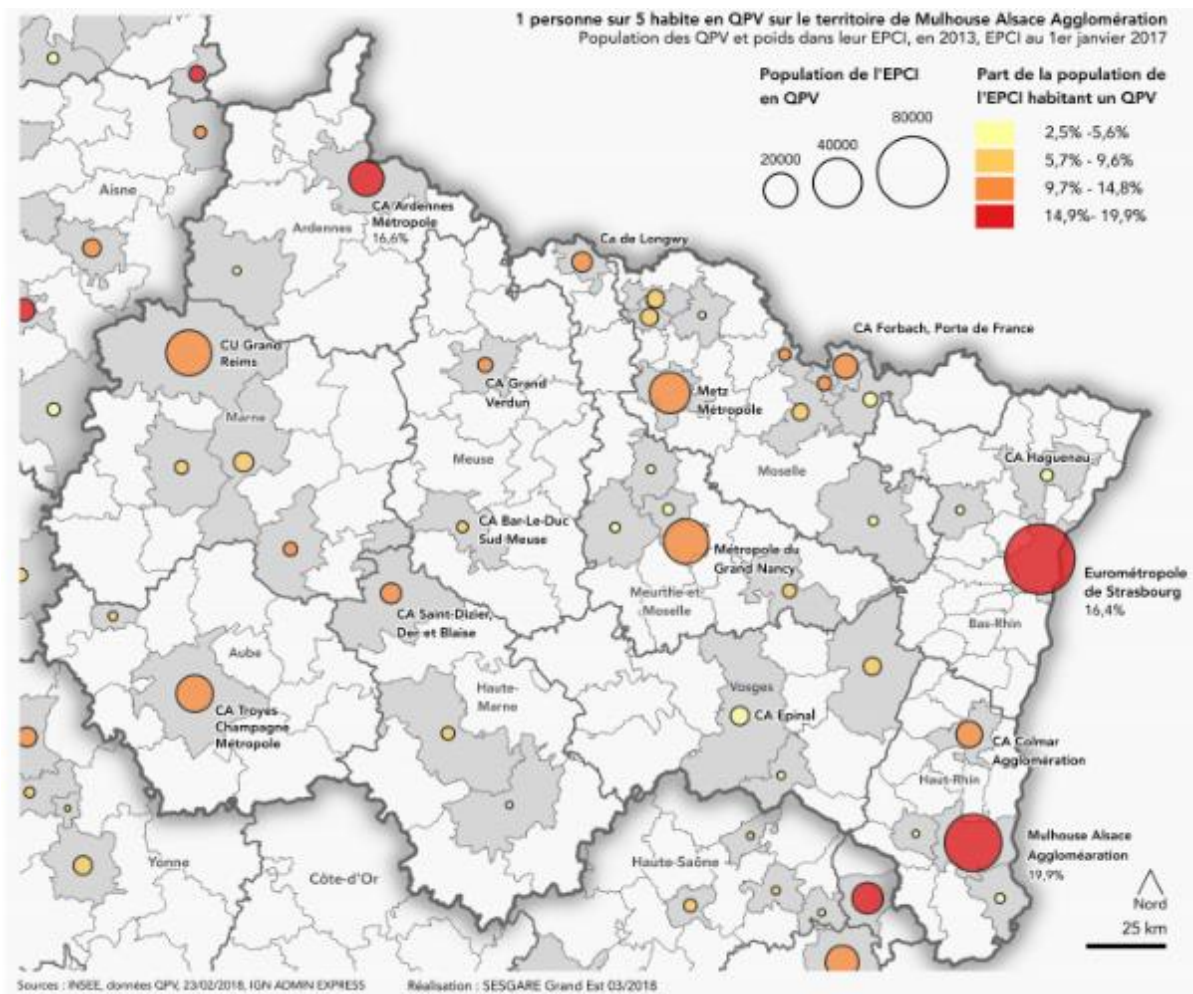 1 personne sur 5 habite en QPV sur le territoire de Mulhouse Alsace Agglomération
Population des QPV et poids dans leur EPCI, en 2013, EPCI au 1er janvier 2017
Population de l'EPCI
en QPV
80000
40000
20000
Part de la population de
l'EPCI habitant un QPV
2,5% -5,6%
5,7% - 9,6%
9,7% - 14,8%
14,9%- 19,9%
Aisne
Ardennes
CA Ardennes
Métropole
16,6%
Ca de Longwy
CA Forbach, Porte de France
CU Grand
Reims
CA Grand
Verdun
Metz
Métropole
Marne
Meuse
Moselle
CA Haguenau
CA Bar-Le-Duc
Sud Meuse
Métropole du
Grand Nancy
Meurthe-et-
Moselle
Eurométropole
de Strasbourg
16,4%
Bas-Rhin
CA Saint-Dizier,
Der et Blaise
Aube
CA Troyes
Champagne
Métropole
Haute-
Marne
Vosges
CA Epinal
CA Colmar
Agglomération
Haut-Rhin
Mulhouse Alsace
Aggloméaration
19,9%
Yonne
Côte-d'Or
Haute-Saône
Nord
25 km
Sources : INSEE, données QPV, 23/02/2018, IGN ADMIN EXPRESS
Réalisation : SESGARE Grand Est 03/2018